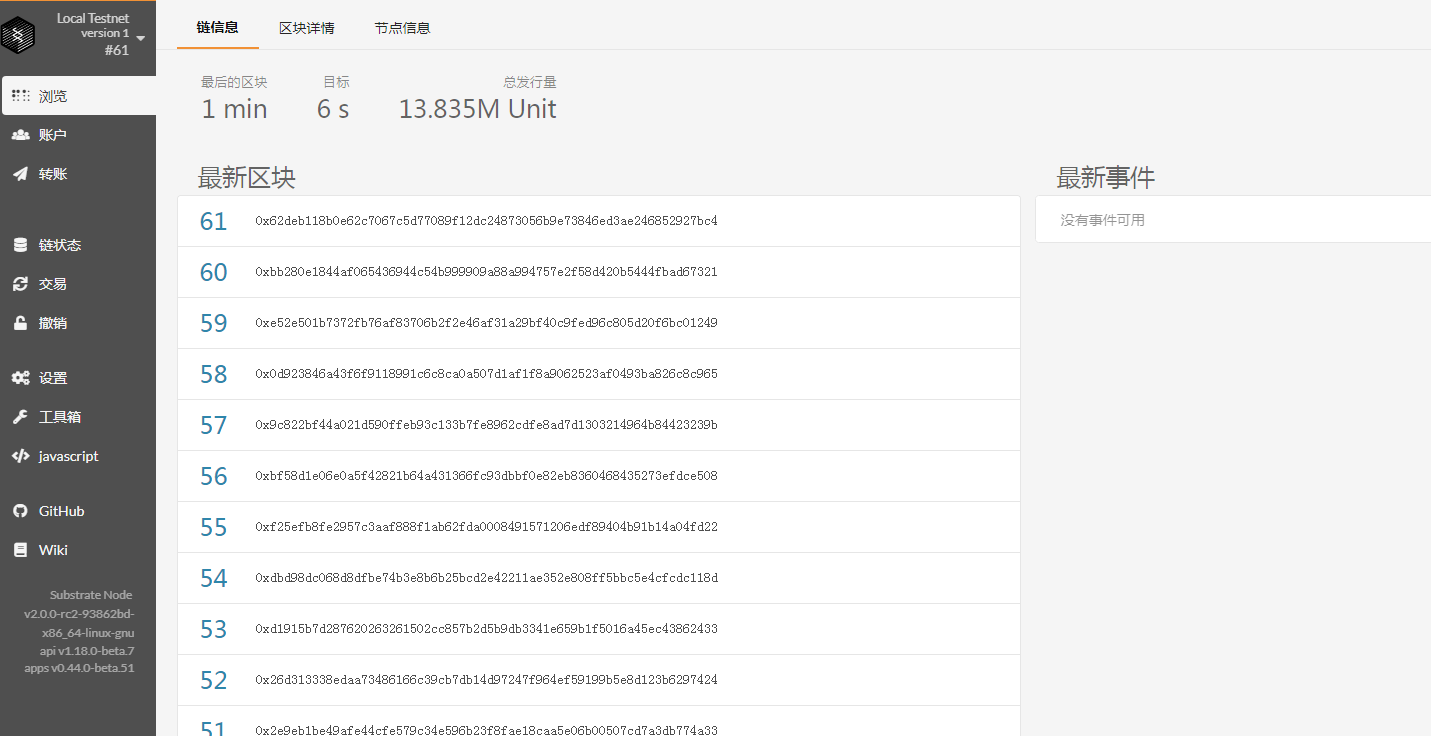 Local Testnet
version 1
#61
浏览
账户
转账
链状态
交易
撤销
设置
工具箱
javascript
GitHub
Wiki
Substrate Node
v2.0.0-rc2-93862bd-
x86_64-linux-gnu
api v1.18.0-beta.7
apps v0.44.0-beta.51
链信息 区块详情 节点信息
最后的区块 目标 总发行量
1 min 6 s 13.835M Unit
最新区块
61 0x62deb118b0e62c7067c5d77089f12dc24873056b9e73846ed3ae246852927bc4
60 0xbb280e1844af065436944c54b999909a88a994757e2f58d420b5444fbad67321
59 0xe52e501b7372fb76af83706b2f2e46af31a29bf40c9fed96c805d20f6bc01249
58 0x0d923846a43f6f9118991c6c8ca0a507d1af1f8a9062523af0493ba826c8c965
57 0x9c822bf44a021d590ffeb93c133b7fe8962cdfe8ad7d1303214964b84423239b
56 0xbf58d1e06e0a5f42821b64a431366fc93dbbf0e82eb8360468435273efdce508
55 0xf25efb8fe2957c3aaf888f1ab62fda0008491571206edf89404b91b14a04fd22
54 0xdbd98dc068d8dfbe74b3e8b6b25bcd2e42211ae352e808ff5bbc5e4cfcdc118d
53 0xd1915b7d287620263261502cc857b2d5b9db3341e659b1f5016a45ec43862433
52 0x26d313338edaa73486166c39cb7db14d97247f964ef59199b5e8d123b6297424
51 0x2e9eb1be49afe44cfe579c34e596b23f8fae18caa5e06b00507cd7a3db774a33
最新事件
没有事件可用